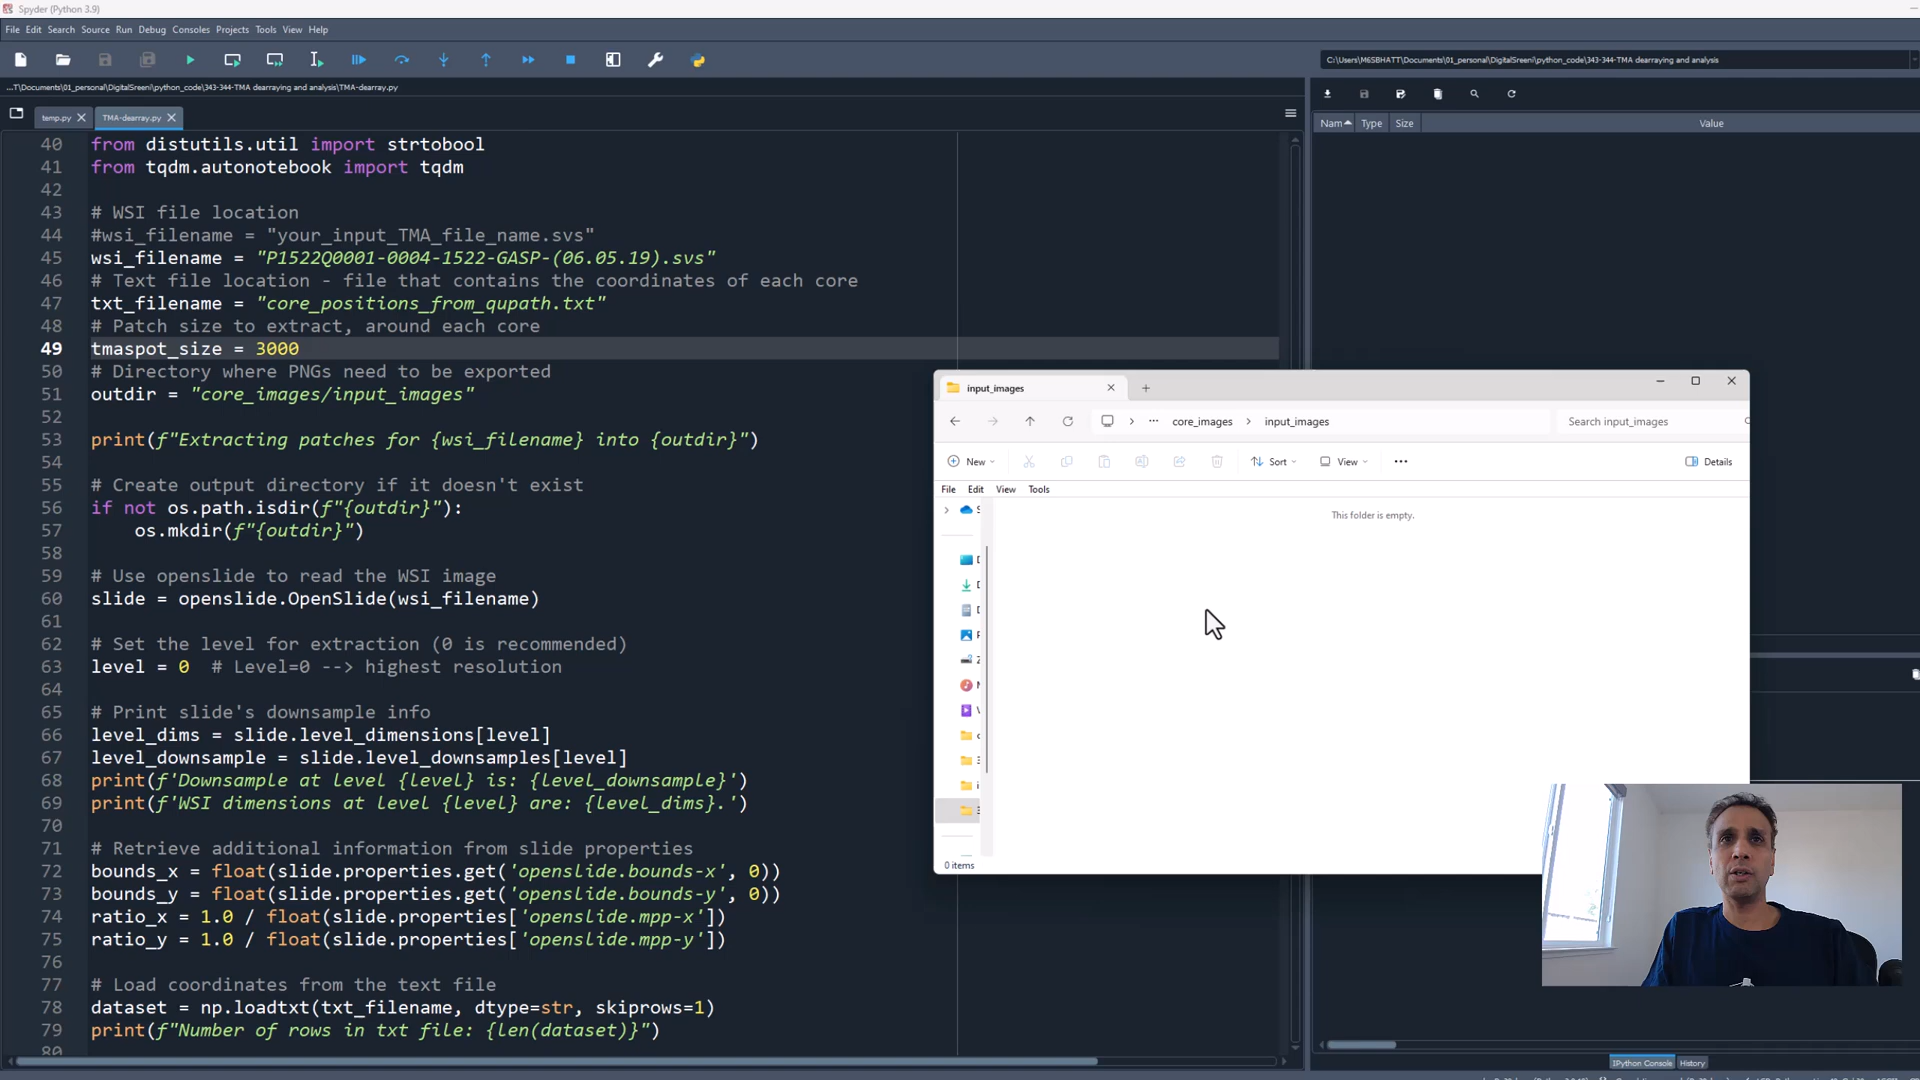 Spyder (Python 3.9)
File Edit Search Source Run Debug Consoles Projects Tools View Help
C:\Users\M6SBHATT\Documents\01_personal\DigitalSreeni\python_code\343-344-TMA dearraying and analysis
...T\Documents\01_personal\DigitalSreeni\python_code\343-344-TMA dearraying and analysis\TMA-dearray.py
temp.py TMA-dearray.py
Nam Type Size Value
40 from distutils.util import strtobool
41 from tqdm.autonotebook import tqdm
42
43 # WSI file location
44 #wsi_filename = "your_input_TMA_file_name.svs"
45 wsi_filename = "P1522Q0001-0004-1522-GASP-(06.05.19).svs"
46 # Text file location - file that contains the coordinates of each core
47 txt_filename = "core_positions_from_qupath.txt"
48 # Patch size to extract, around each core
49 tmaspot_size = 3000
50 # Directory where PNGs need to be exported
51 outdir = "core_images/input_images"
52
53 print(f"Extracting patches for {wsi_filename} into {outdir}")
54
55 # Create output directory if it doesn't exist
56 if not os.path.isdir(f"{outdir}"):
57 os.mkdir(f"{outdir}")
58
59 # Use openslide to read the WSI image
60 slide = openslide.OpenSlide(wsi_filename)
61
62 # Set the level for extraction (0 is recommended)
63 level = 0 # Level=0 --> highest resolution
64
65 # Print slide's downsample info
66 level_dims = slide.level_dimensions[level]
67 level_downsample = slide.level_downsamples[level]
68 print(f'Downsample at level {level} is: {level_downsample}')
69 print(f'WSI dimensions at level {level} are: {level_dims}.')
70
71 # Retrieve additional information from slide properties
72 bounds_x = float(slide.properties.get('openslide.bounds-x', 0))
73 bounds_y = float(slide.properties.get('openslide.bounds-y', 0))
74 ratio_x = 1.0 / float(slide.properties['openslide.mpp-x'])
75 ratio_y = 1.0 / float(slide.properties['openslide.mpp-y'])
76
77 # Load coordinates from the text file
78 dataset = np.loadtxt(txt_filename, dtype=str, skiprows=1)
79 print(f"Number of rows in txt file: {len(dataset)}")
80
input_images
core_images > input_images
Search input_images
New Sort View ... Details
File Edit View Tools
This folder is empty.
0 items
IPython Console History